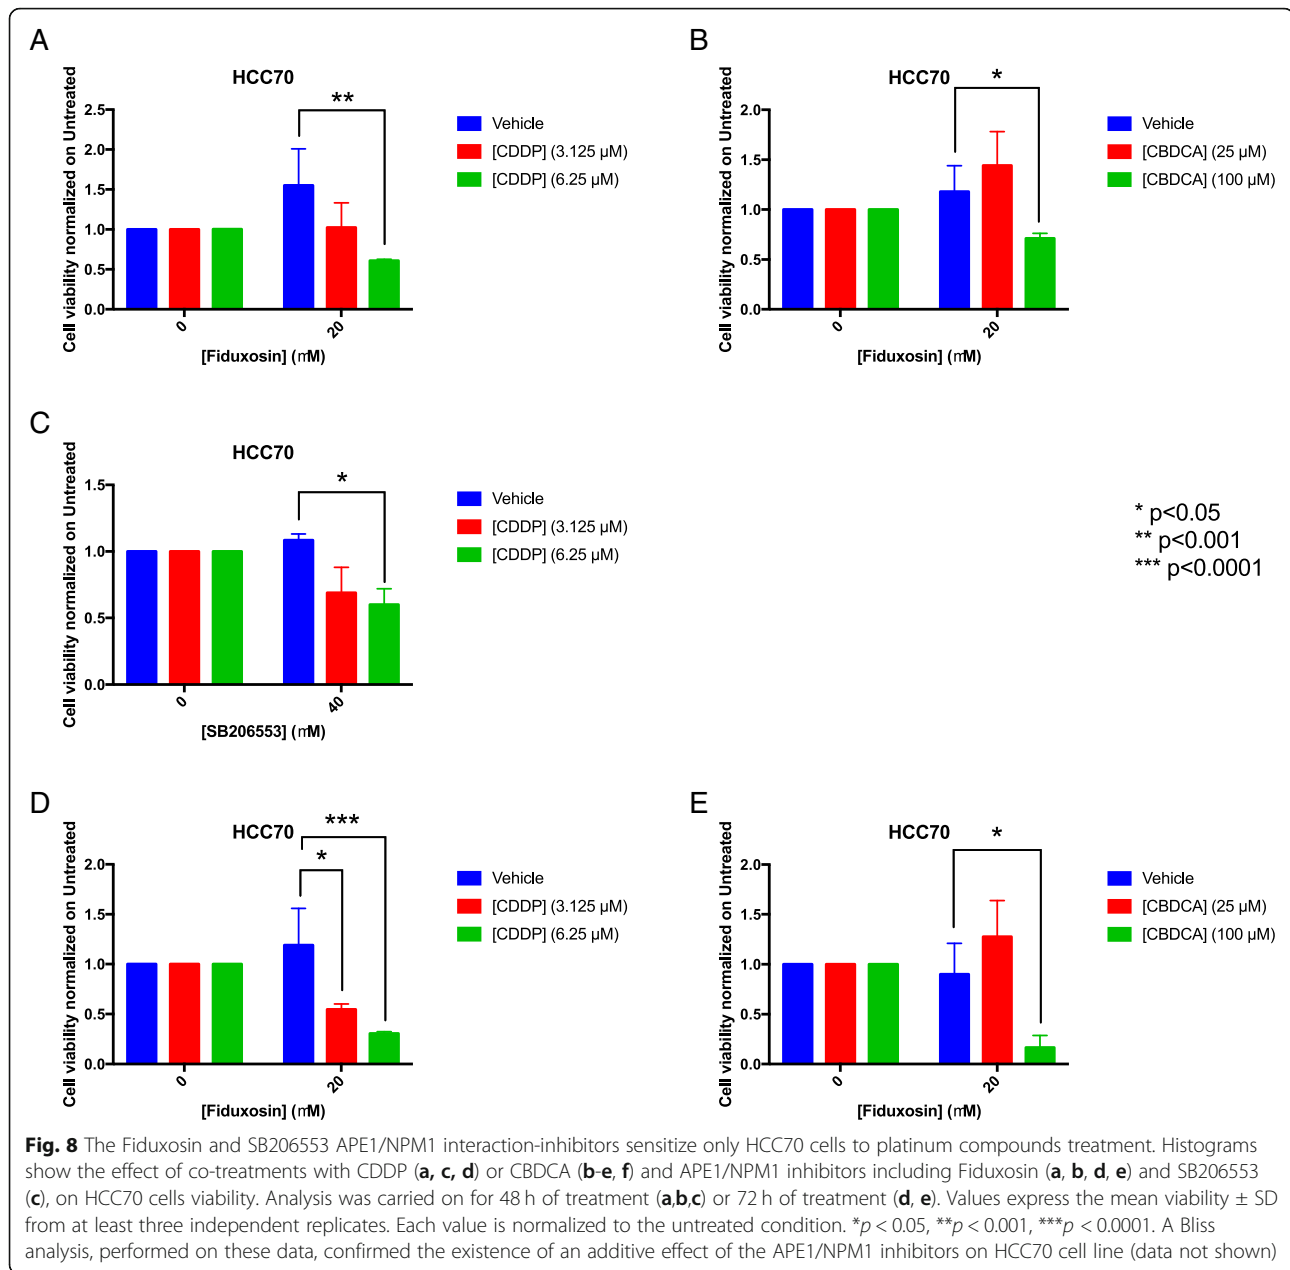 A
HCC70
**
Cell viability normalized on Untreated
2.5
2.0
1.5
1.0
0.5
0.0
0
20
[Fiduxosin] (mM)
Vehicle
[CDDP] (3.125 µM)
[CDDP] (6.25 µM)
B
HCC70
*
Cell viability normalized on Untreated
2.0
1.5
1.0
0.5
0.0
0
20
[Fiduxosin] (mM)
Vehicle
[CBDCA] (25 µM)
[CBDCA] (100 µM)
C
HCC70
*
Cell viability normalized on Untreated
1.5
1.0
0.5
0.0
0
40
[SB206553] (mM)
Vehicle
[CDDP] (3.125 µM)
[CDDP] (6.25 µM)
* p<0.05
** p<0.001
*** p<0.0001
D
HCC70
***
*
Cell viability normalized on Untreated
2.0
1.5
1.0
0.5
0.0
0
20
[Fiduxosin] (mM)
Vehicle
[CDDP] (3.125 µM)
[CDDP] (6.25 µM)
E
HCC70
*
Cell viability normalized on Untreated
2.0
1.5
1.0
0.5
0.0
0
20
[Fiduxosin] (mM)
Vehicle
[CBDCA] (25 µM)
[CBDCA] (100 µM)
Fig. 8 The Fiduxosin and SB206553 APE1/NPM1 interaction-inhibitors sensitize only HCC70 cells to platinum compounds treatment. Histograms
show the effect of co-treatments with CDDP (a, c, d) or CBDCA (b-e, f) and APE1/NPM1 inhibitors including Fiduxosin (a, b, d, e) and SB206553
(c), on HCC70 cells viability. Analysis was carried on for 48 h of treatment (a,b,c) or 72 h of treatment (d, e). Values express the mean viability ± SD
from at least three independent replicates. Each value is normalized to the untreated condition. *p < 0.05, **p < 0.001, ***p < 0.0001. A Bliss
analysis, performed on these data, confirmed the existence of an additive effect of the APE1/NPM1 inhibitors on HCC70 cell line (data not shown)